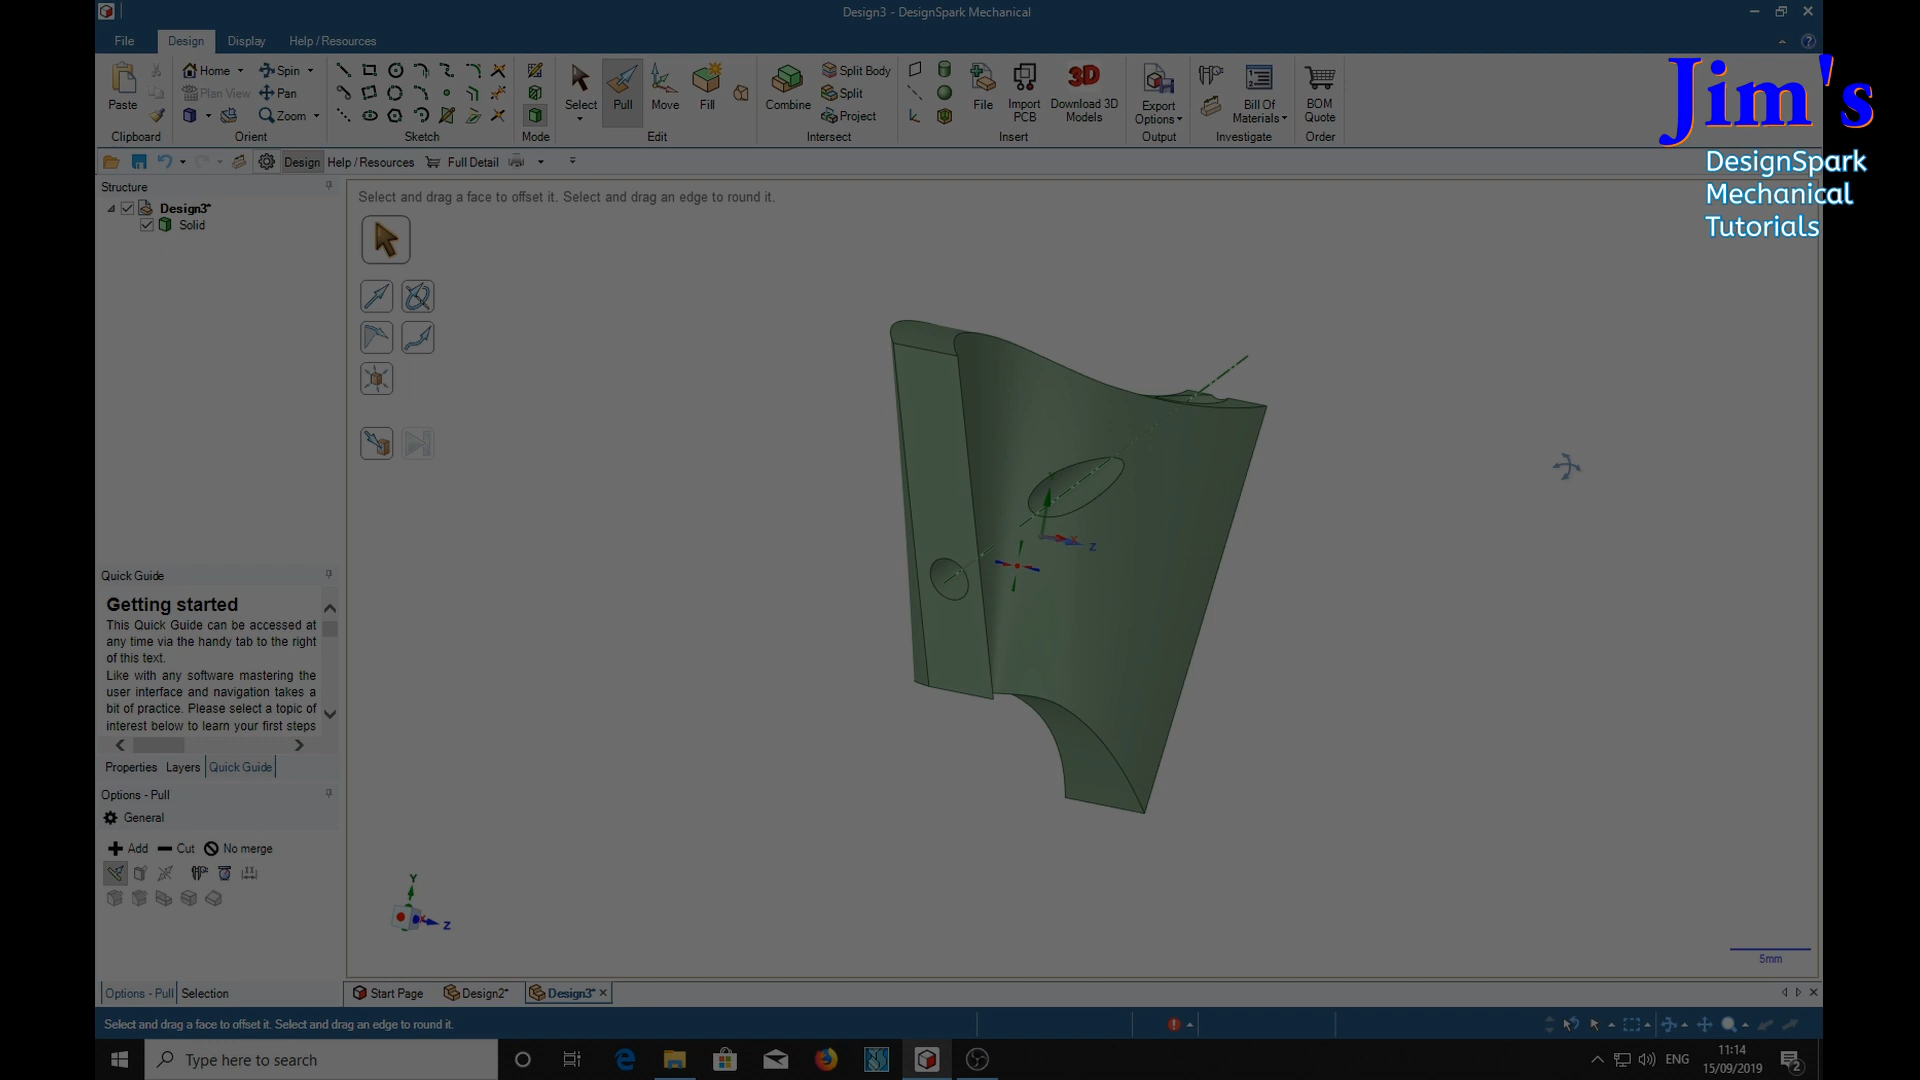 Design3 - DesignSpark Mechanical
File Design Display Help / Resources
Jim's
DesignSpark
Mechanical
Tutorials
Paste
Clipboard
Home Spin
Plan View Pan
Zoom
Orient
Sketch
Mode
Select Pull Move Fill
Edit
Combine
Split Body
Split
Project
Intersect
File
Import
PCB
Download 3D
Models
3D
Insert
Export
Options
Output
Bill Of
Materials
Investigate
BOM
Quote
Order
Design Help / Resources Full Detail
Structure
Design3*
Solid
Select and drag a face to offset it. Select and drag an edge to round it.
Z
Quick Guide
Getting started
This Quick Guide can be accessed at
any time via the handy tab to the right
of this text.
Like with any software mastering the
user interface and navigation takes a
bit of practice. Please select a topic of
interest below to learn your first steps
Properties Layers Quick Guide
Options - Pull
General
Add Cut No merge
Y
Z
5mm
Options - Pull Selection
Start Page Design2* Design3*
Select and drag a face to offset it. Select and drag an edge to round it.
Type here to search
ENG
11:14
15/09/2019
2